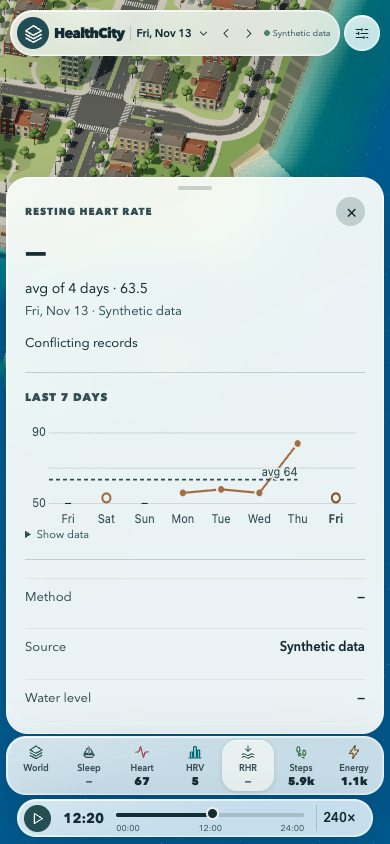 HealthCity
Fri, Nov 13
Synthetic data
RESTING HEART RATE
—
avg of 4 days · 63.5
Fri, Nov 13 · Synthetic data
Conflicting records
LAST 7 DAYS
90
avg 64
50
– –
Fri Sat Sun Mon Tue Wed Thu Fri
Show data
Method –
Source Synthetic data
Water level –
World Sleep Heart HRV RHR Steps Energy
– 67 5 – 5.9k 1.1k
12:20 240×
00:00 12:00 24:00